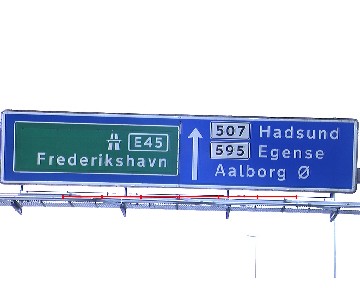 E45
Frederikshavn
507 Hadsund
595 Egense
Aalborg Ø